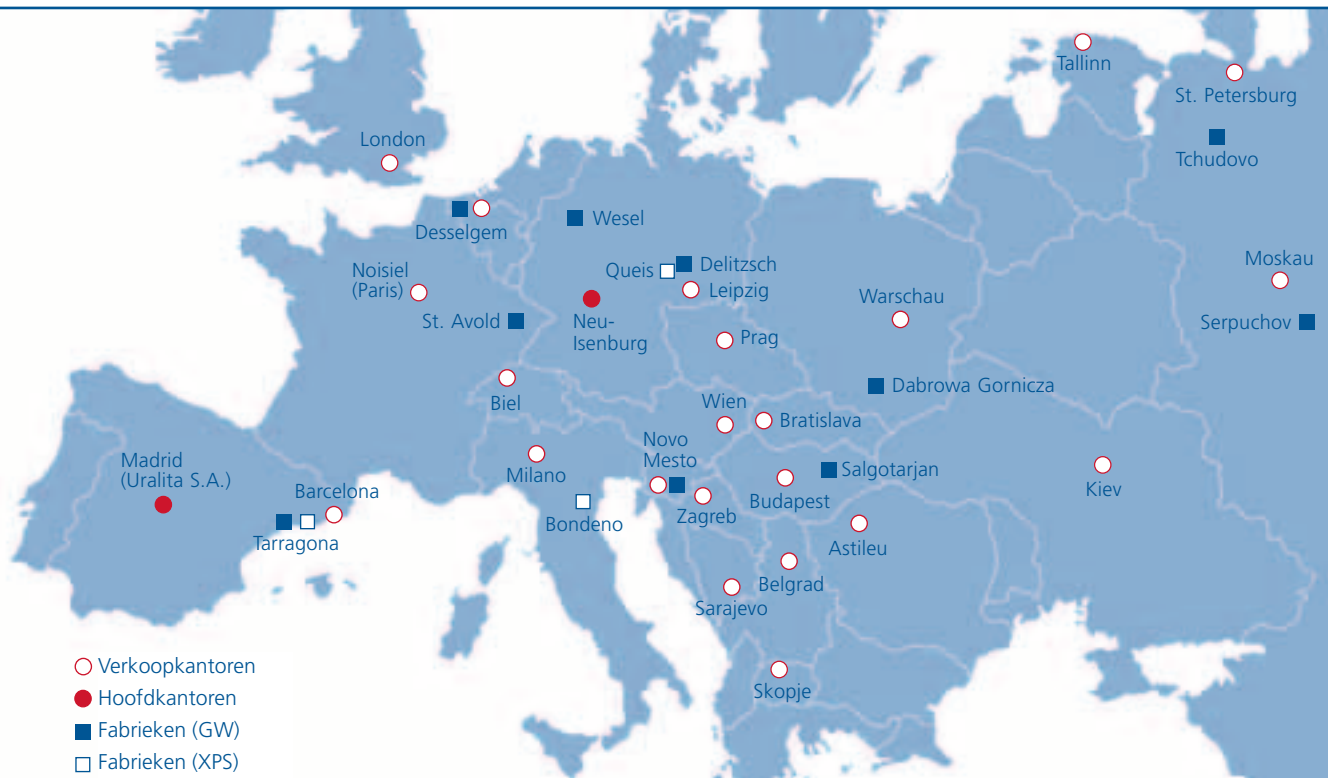 Tallinn
St. Petersburg
Tchudovo
London
Desselgem
Wesel
Moskau
Noisiel
(Paris)
Queis
Delitzsch
Leipzig
Warschau
Serpuchov
St. Avold
Neu-
Isenburg
Prag
Dabrowa Gornicza
Biel
Wien
Bratislava
Madrid
(Uralita S.A.)
Barcelona
Milano
Novo
Mesto
Salgotarjan
Budapest
Kiev
Tarragona
Bondeno
Zagreb
Astileu
Belgrad
Sarajevo
Skopje
Verkoopkantoren
Hoofdkantoren
Fabrieken (GW)
Fabrieken (XPS)